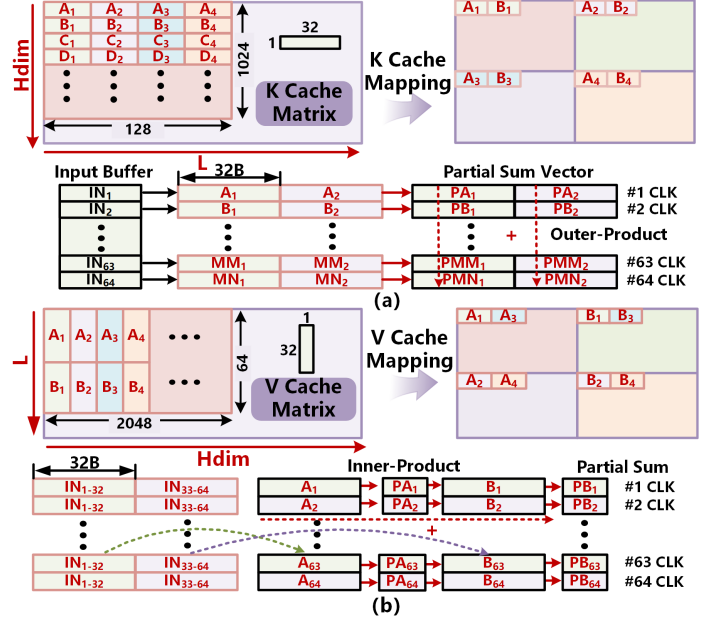 A1 A2 A3 A4
B1 B2 B3 B4
C1 C2 C3 C4
D1 D2 D3 D4
Hdim
1024
32
1
K Cache Matrix
128
L
K Cache Mapping
A1 B1
A2 B2
A3 B3
A4 B4
Input Buffer
32B
Partial Sum Vector
IN1 A1 A2 PA1 PA2 #1 CLK
IN2 B1 B2 PB1 PB2 #2 CLK
+ Outer-Product
IN63 MM1 MM2 PMM1 PMM2 #63 CLK
IN64 MN1 MN2 PMN1 PMN2 #64 CLK
(a)
L
A1 A2 A3 A4
B1 B2 B3 B4
64
1
32
V Cache Matrix
2048
Hdim
V Cache Mapping
A1 A3
B1 B3
A2 A4
B2 B4
32B
Inner-Product
Partial Sum
IN1-32 IN33-64 A1 PA1 B1 PB1 #1 CLK
IN1-32 IN33-64 A2 PA2 B2 PB2 #2 CLK
+
IN1-32 IN33-64 A63 PA63 B63 PB63 #63 CLK
IN1-32 IN33-64 A64 PA64 B64 PB64 #64 CLK
(b)